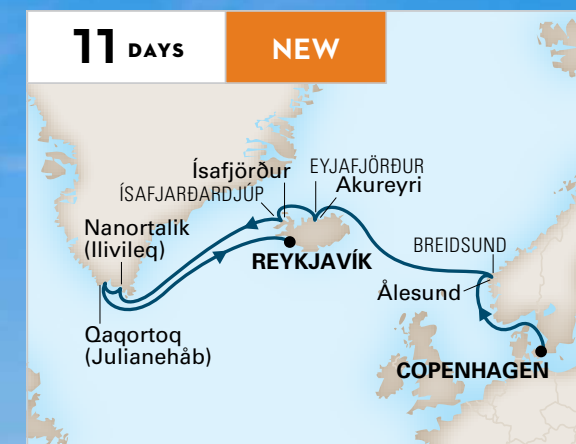 11 DAYS
NEW
Ísafjörður
EYJAFJÖRÐUR
ÍSAFJARÐARDJÚP
Akureyri
Nanortalik
(Ilivileq)
REYKJAVÍK
BREIDSUND
Ålesund
Qaqortoq
(Julianehåb)
COPENHAGEN